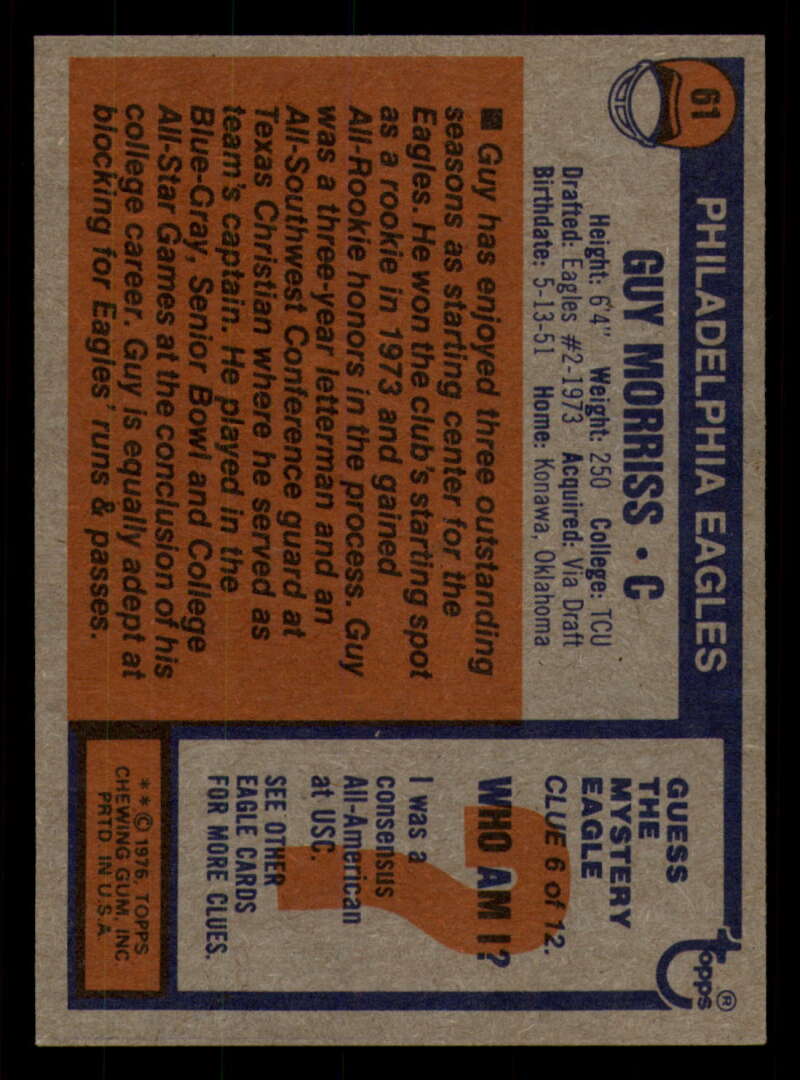 61
PHILADELPHIA EAGLES
GUY MORRISS • C
Height: 6'4" Weight: 250 College: TCU
Drafted: Eagles #2-1973 Acquired: Via Draft
Birthdate: 5-13-51 Home: Konawa, Oklahoma
■ Guy has enjoyed three outstanding
seasons as starting center for the
Eagles. He won the club's starting spot
as a rookie in 1973 and gained
All-Rookie honors in the process. Guy
was a three-year letterman and an
All-Southwest Conference guard at
Texas Christian where he served as
team's captain. He played in the
Blue-Gray, Senior Bowl and College
All-Star Games at the conclusion of his
college career. Guy is equally adept at
blocking for Eagles' runs & passes.
topps®
GUESS
THE
MYSTERY
EAGLE
CLUE 6 of 12.
WHO AM I?
I was a
consensus
All-American
at USC.
SEE OTHER
EAGLE CARDS
FOR MORE CLUES.
**© 1976, TOPPS
CHEWING GUM, INC.
PRTD IN U.S.A.